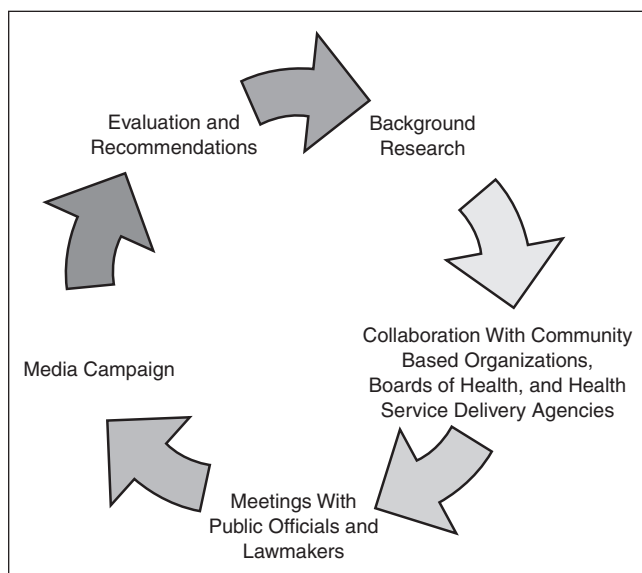 Evaluation and
Recommendations
Background
Research
Collaboration With Community
Based Organizations,
Boards of Health, and Health
Service Delivery Agencies
Meetings With
Public Officials and
Lawmakers
Media Campaign